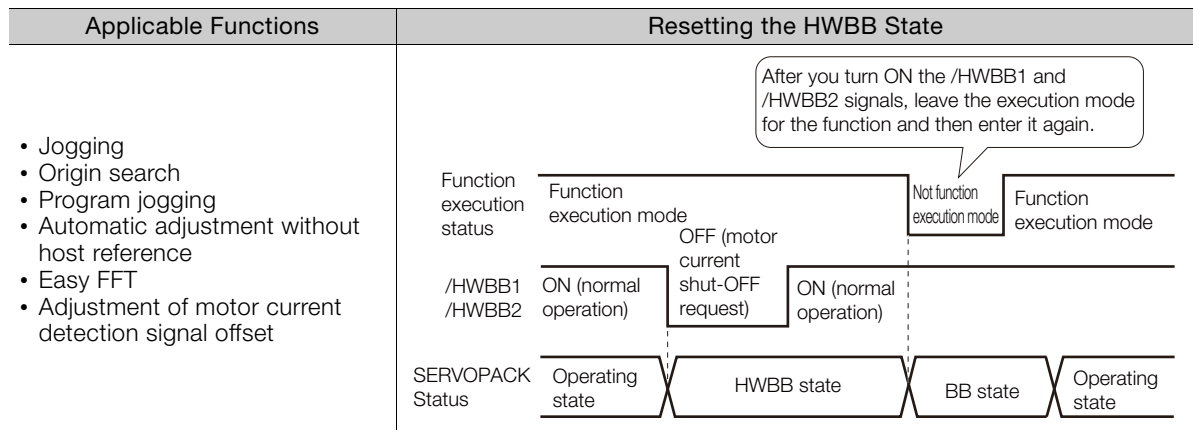 Applicable Functions
Resetting the HWBB State
• Jogging
• Origin search
• Program jogging
• Automatic adjustment without
host reference
• Easy FFT
• Adjustment of motor current
detection signal offset
After you turn ON the /HWBB1 and
/HWBB2 signals, leave the execution mode
for the function and then enter it again.
Function
execution
status
Function
execution mode
Not function
execution mode
Function
execution mode
/HWBB1
/HWBB2
ON (normal
operation)
OFF (motor
current
shut-OFF
request)
ON (normal
operation)
SERVOPACK
Status
Operating
state
HWBB state
BB state
Operating
state